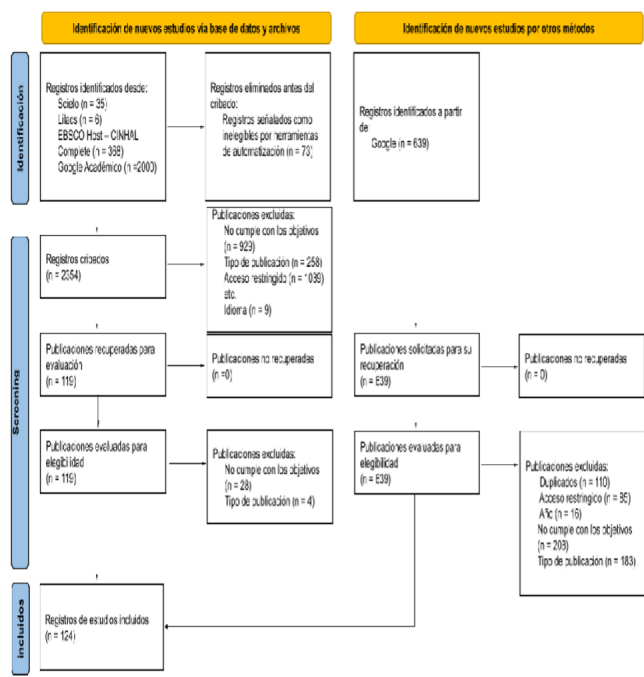 Identificación de nuevos estudios vía base de datos y archivos
Identificación de nuevos estudios por otros métodos
Identificación
Registros identificados desde:
Scielo (n = 35)
Lilacs (n = 6)
EBSCO Host – CINHAL
Complete (n = 368)
Google Académico (n =2000)
Registros eliminados antes del
cribado:
Registros señalados como
inelegibles por herramientas
de automatización (n = 73)
Registros identificados a partir
de:
Google (n = 639)
Screening
Registros cribados
(n = 2354)
Publicaciones excluidas:
No cumple con los objetivos
(n = 929)
Tipo de publicación (n = 258)
Acceso restringido (n = 1039)
etc.
Idioma (n = 9)
Publicaciones recuperadas para
evaluación
(n = 119)
Publicaciones no recuperadas
(n =0)
Publicaciones solicitadas para su
recuperación
(n = 639)
Publicaciones no recuperadas
(n = 0)
Publicaciones evaluadas para
elegibilidad
(n = 119)
Publicaciones excluidas:
No cumple con los objetivos
(n = 28)
Tipo de publicación (n = 4)
Publicaciones evaluadas para
elegibilidad
(n = 639)
Publicaciones excluidas:
Duplicados (n = 110)
Acceso restringido (n = 85)
Año (n = 16)
No cumple con los objetivos
(n = 208)
Tipo de publicación (n = 183)
incluidos
Registros de estudios incluidos
(n = 124)